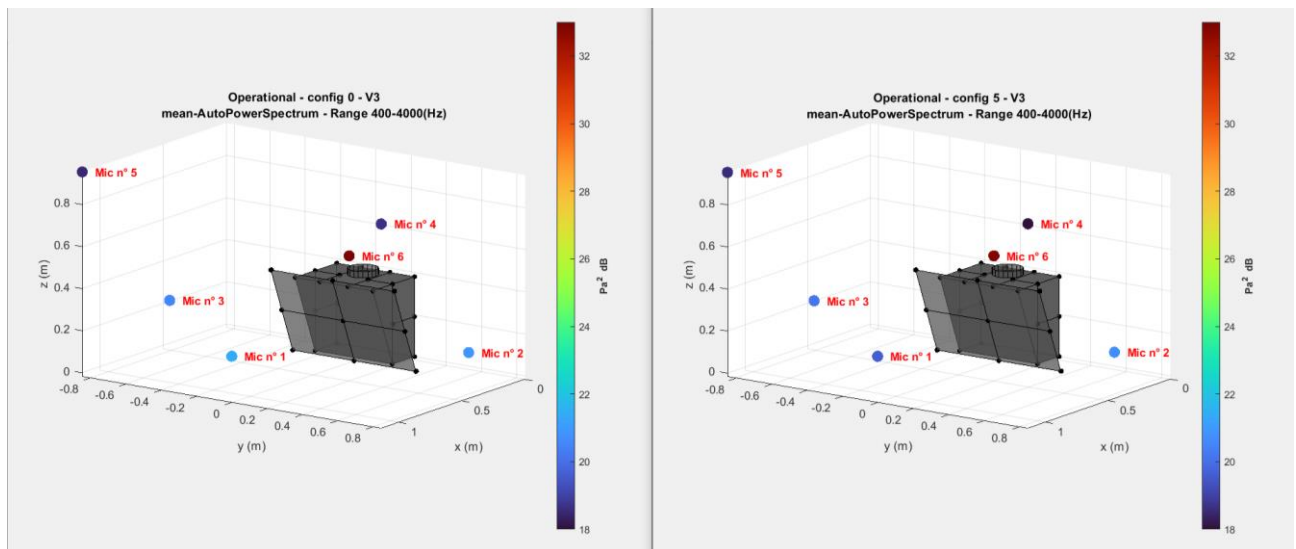 Operational - config 0 - V3
mean-AutoPowerSpectrum - Range 400-4000(Hz)
Mic n° 5
Mic n° 4
Mic n° 6
Mic n° 3
Mic n° 1
Mic n° 2
0.8
0.6
0.4
0.2
0
z (m)
-0.8
-0.6
-0.4
-0.2
0
0.2
0.4
0.6
0.8
y (m)
1
0.5
0
x (m)
32
30
28
26
24
22
20
18
Pa² dB
Operational - config 5 - V3
mean-AutoPowerSpectrum - Range 400-4000(Hz)
Mic n° 5
Mic n° 4
Mic n° 6
Mic n° 3
Mic n° 1
Mic n° 2
0.8
0.6
0.4
0.2
0
z (m)
-0.8
-0.6
-0.4
-0.2
0
0.2
0.4
0.6
0.8
y (m)
1
0.5
0
x (m)
32
30
28
26
24
22
20
18
Pa² dB